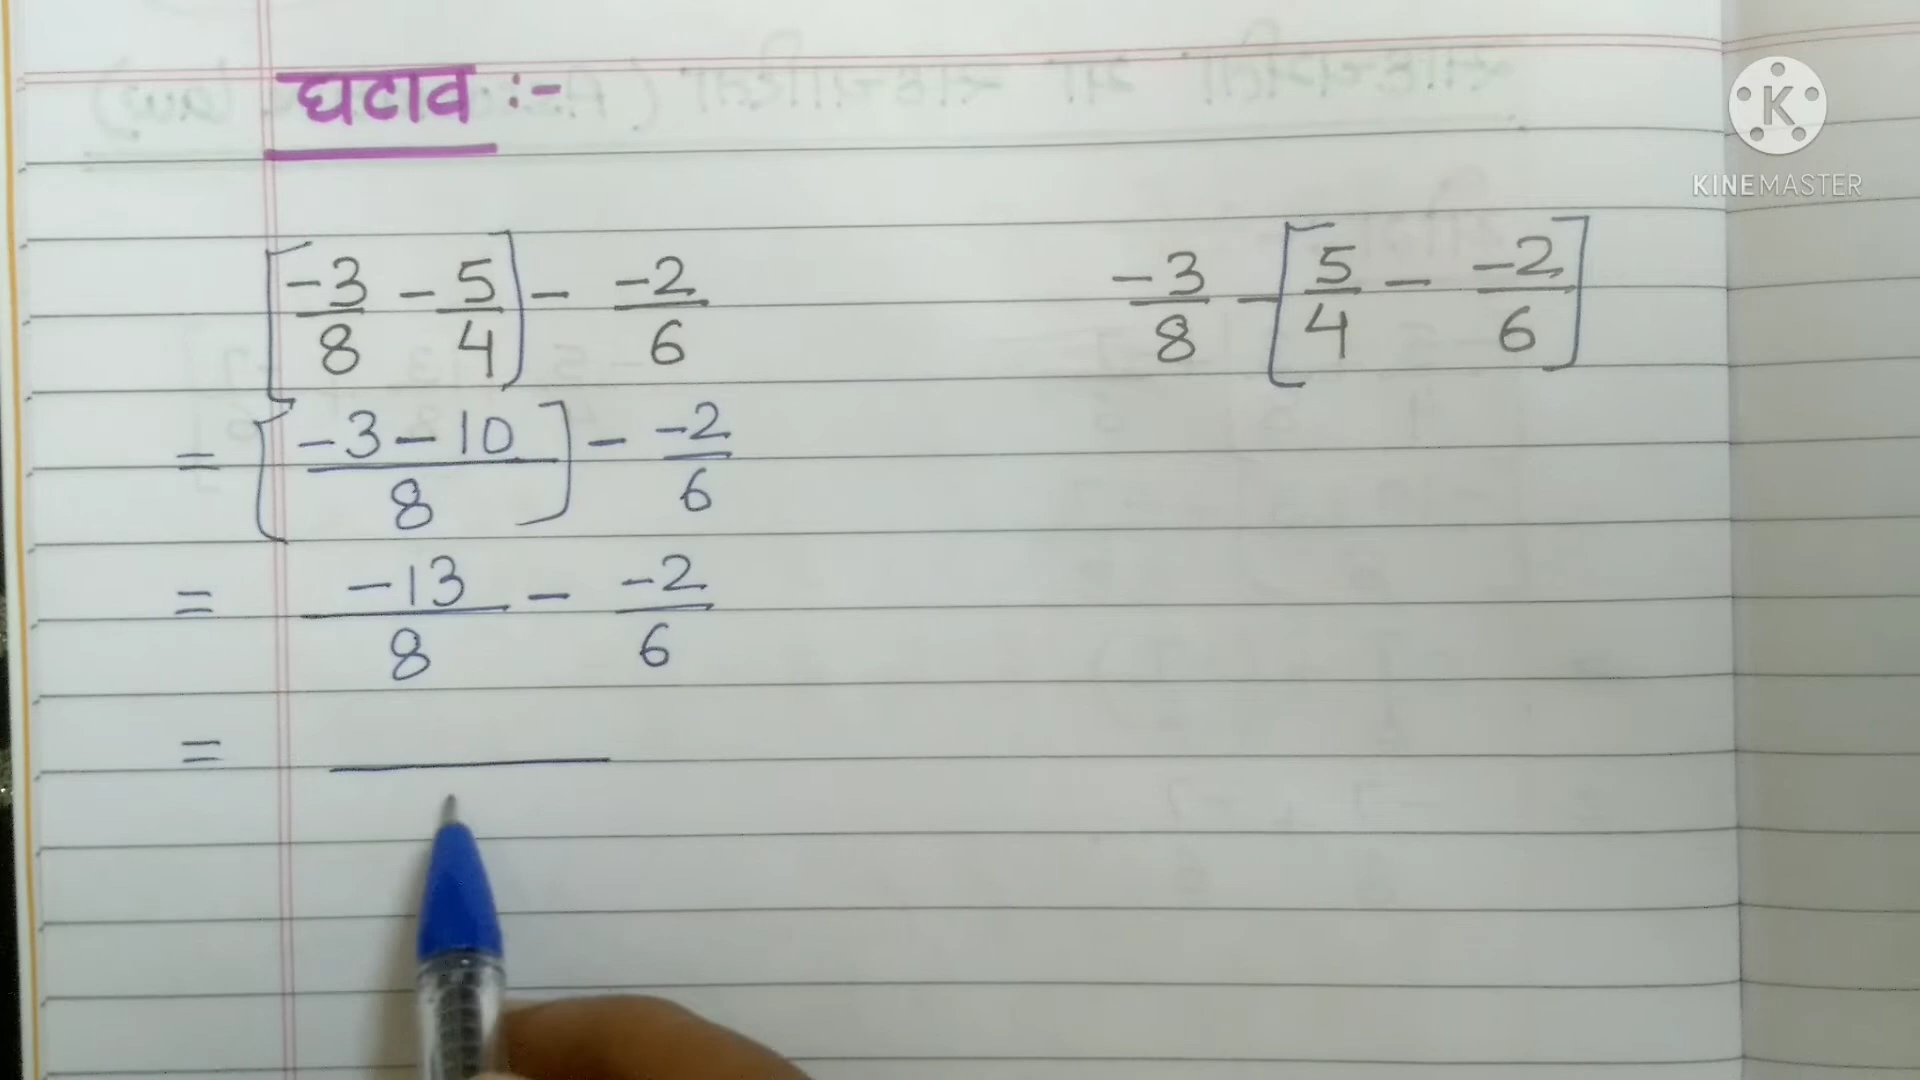 घटाव :-
KINEMASTER
[-3/8 - 5/4] - -2/6
-3/8 - [5/4 - -2/6]
= [-3-10/8] - -2/6
= -13/8 - -2/6
=